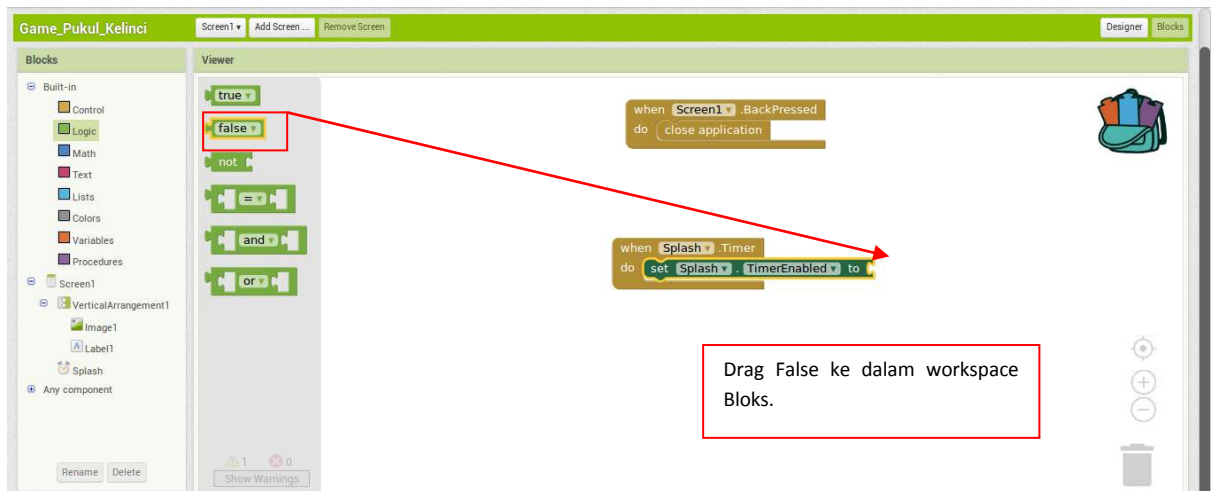 Game_Pukul_Kelinci
Screen1 Add Screen ... Remove Screen
Designer Blocks
Blocks
Viewer
Built-in
Control
Logic
Math
Text
Lists
Colors
Variables
Procedures
Screen1
VerticalArrangement1
Image1
Label1
Splash
Any component
Rename Delete
true
false
not
=
and
or
1 0
Show Warnings
when Screen1 .BackPressed
do close application
when Splash .Timer
do set Splash . TimerEnabled to
Drag False ke dalam workspace
Bloks.